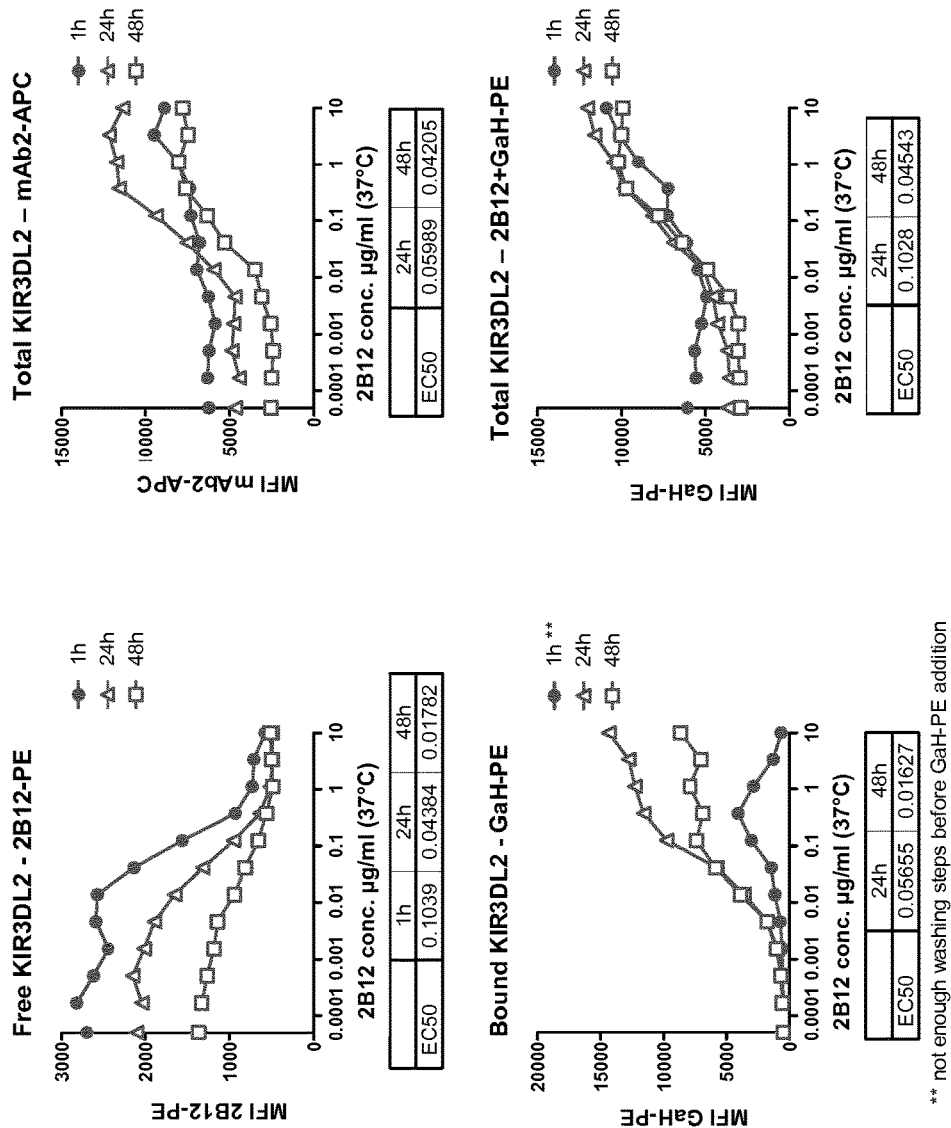 Free KIR3DL2 - 2B12-PE
1h
24h
48h
MFI 2B12-PE
3000
2000
1000
0
0.0001 0.001 0.01 0.1 1 10
2B12 conc. µg/ml (37°C)
1h 24h 48h
EC50 0.1039 0.04384 0.01782
Total KIR3DL2 – mAb2-APC
1h
24h
48h
MFI mAb2-APC
15000
10000
5000
0
0.0001 0.001 0.01 0.1 1 10
2B12 conc. µg/ml (37°C)
24h 48h
EC50 0.05989 0.04205
Bound KIR3DL2 - GaH-PE
1h **
24h
48h
MFI GaH-PE
20000
15000
10000
5000
0
0.0001 0.001 0.01 0.1 1 10
2B12 conc. µg/ml (37°C)
24h 48h
EC50 0.05655 0.01627
Total KIR3DL2 – 2B12+GaH-PE
1h
24h
48h
MFI GaH-PE
15000
10000
5000
0
0.0001 0.001 0.01 0.1 1 10
2B12 conc. µg/ml (37°C)
24h 48h
EC50 0.1028 0.04543
** not enough washing steps before GaH-PE addition